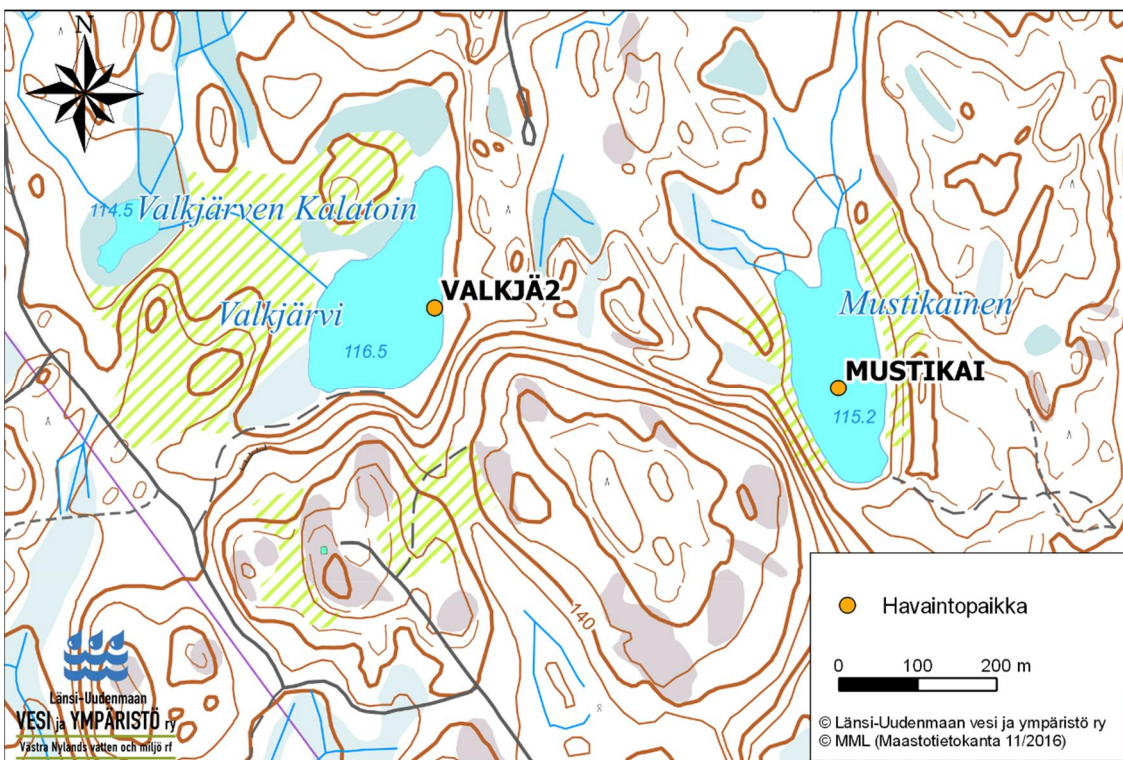 N
114.5
Valkjärven Kalatoin
Valkjärvi
VALKJÄ2
116.5
Mustikainen
MUSTIKAI
115.2
140
Havaintopaikka
0 100 200 m
© Länsi-Uudenmaan vesi ja ympäristö ry
© MML (Maastotietokanta 11/2016)
Länsi-Uudenmaan
VESI ja YMPÄRISTÖ ry
Västra Nylands vatten och miljö rf